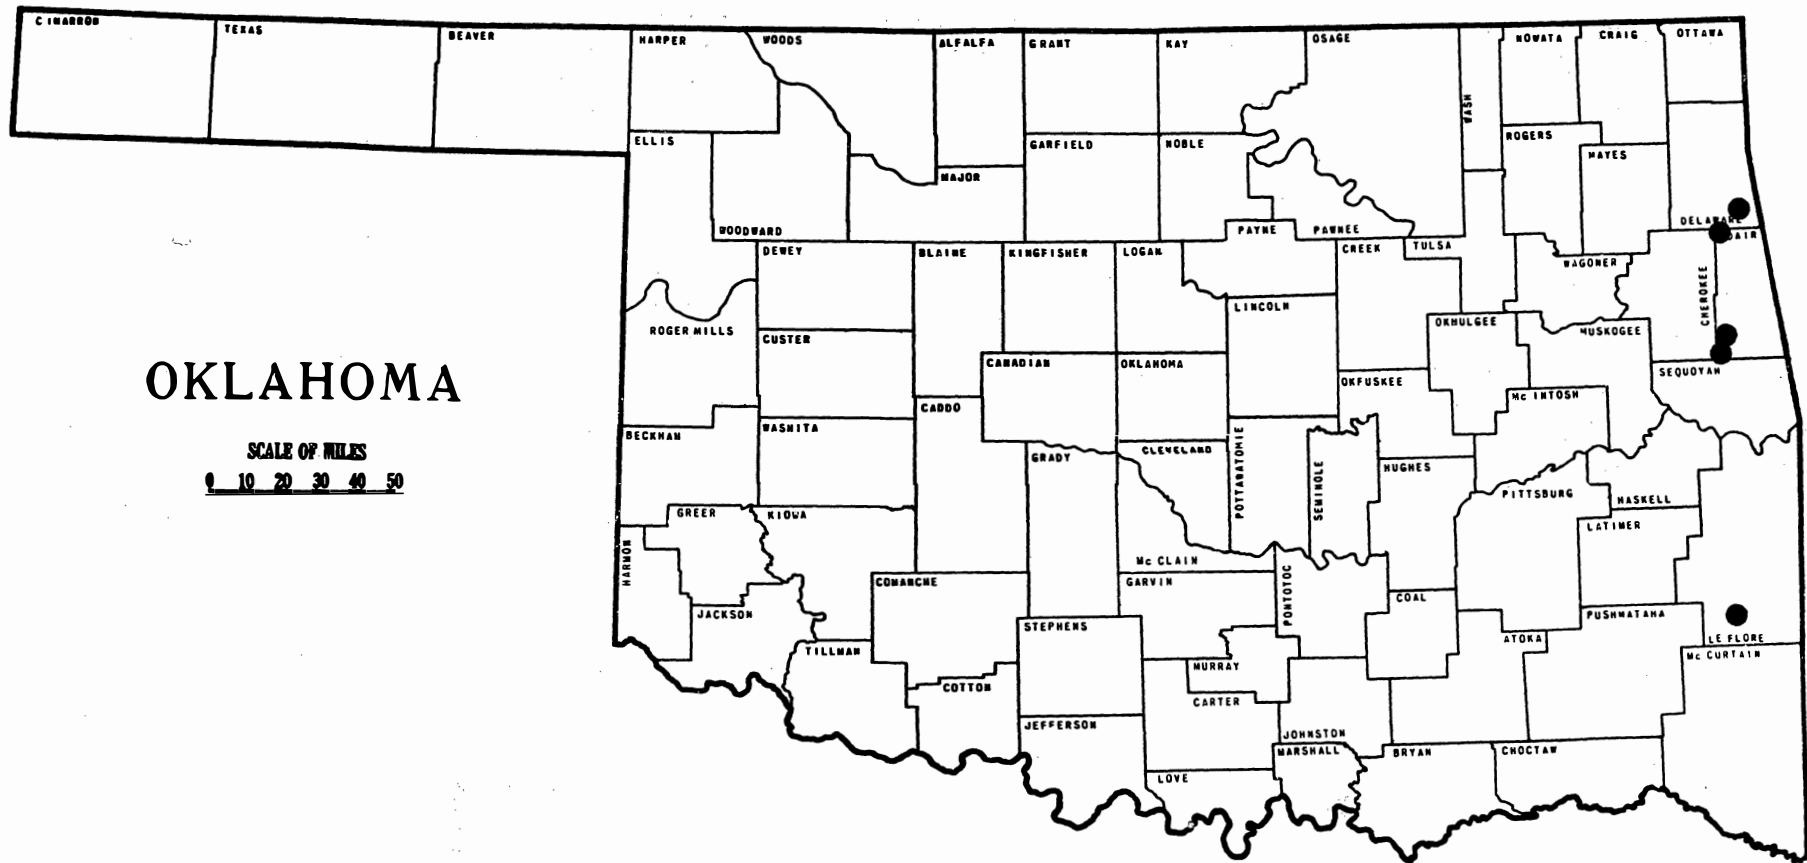 CIMARRON
TEXAS
BEAVER
HARPER
WOODS
ALFALFA
GRANT
KAY
OSAGE
WASH
NOWATA
CRAIG
OTTAWA
ELLIS
GARFIELD
NOBLE
ROGERS
MAYES
MAJOR
WOODWARD
PAYNE
PAWNEE
DELAWARE
DAIR
DEWEY
BLAINE
KINGFISHER
LOGAN
CREEK
TULSA
WAGONER
CHEROKEE
LINCOLN
ROGER MILLS
CUSTER
OKMULGEE
MUSKOGEE
CANADIAN
OKLAHOMA
OKFUSKEE
SEQUOYAH
OKLAHOMA
Mc INTOSH
CADDO
BECKHAM
WASHITA
GRADY
CLEVELAND
POTTAWATOMIE
SEMINOLE
HUGHES
SCALE OF MILES
0 10 20 30 40 50
PITTSBURG
HASKELL
GREER
KIOWA
LATIMER
HARMON
Mc CLAIN
COMANCHE
GARVIN
PONTOTOC
COAL
JACKSON
STEPHENS
PUSHMATAHA
ATOKA
LE FLORE
TILLMAN
MURRAY
Mc CURTAIN
COTTON
CARTER
JEFFERSON
JOHNSTON
MARSHALL
BRYAN
CHOCTAW
LOVE